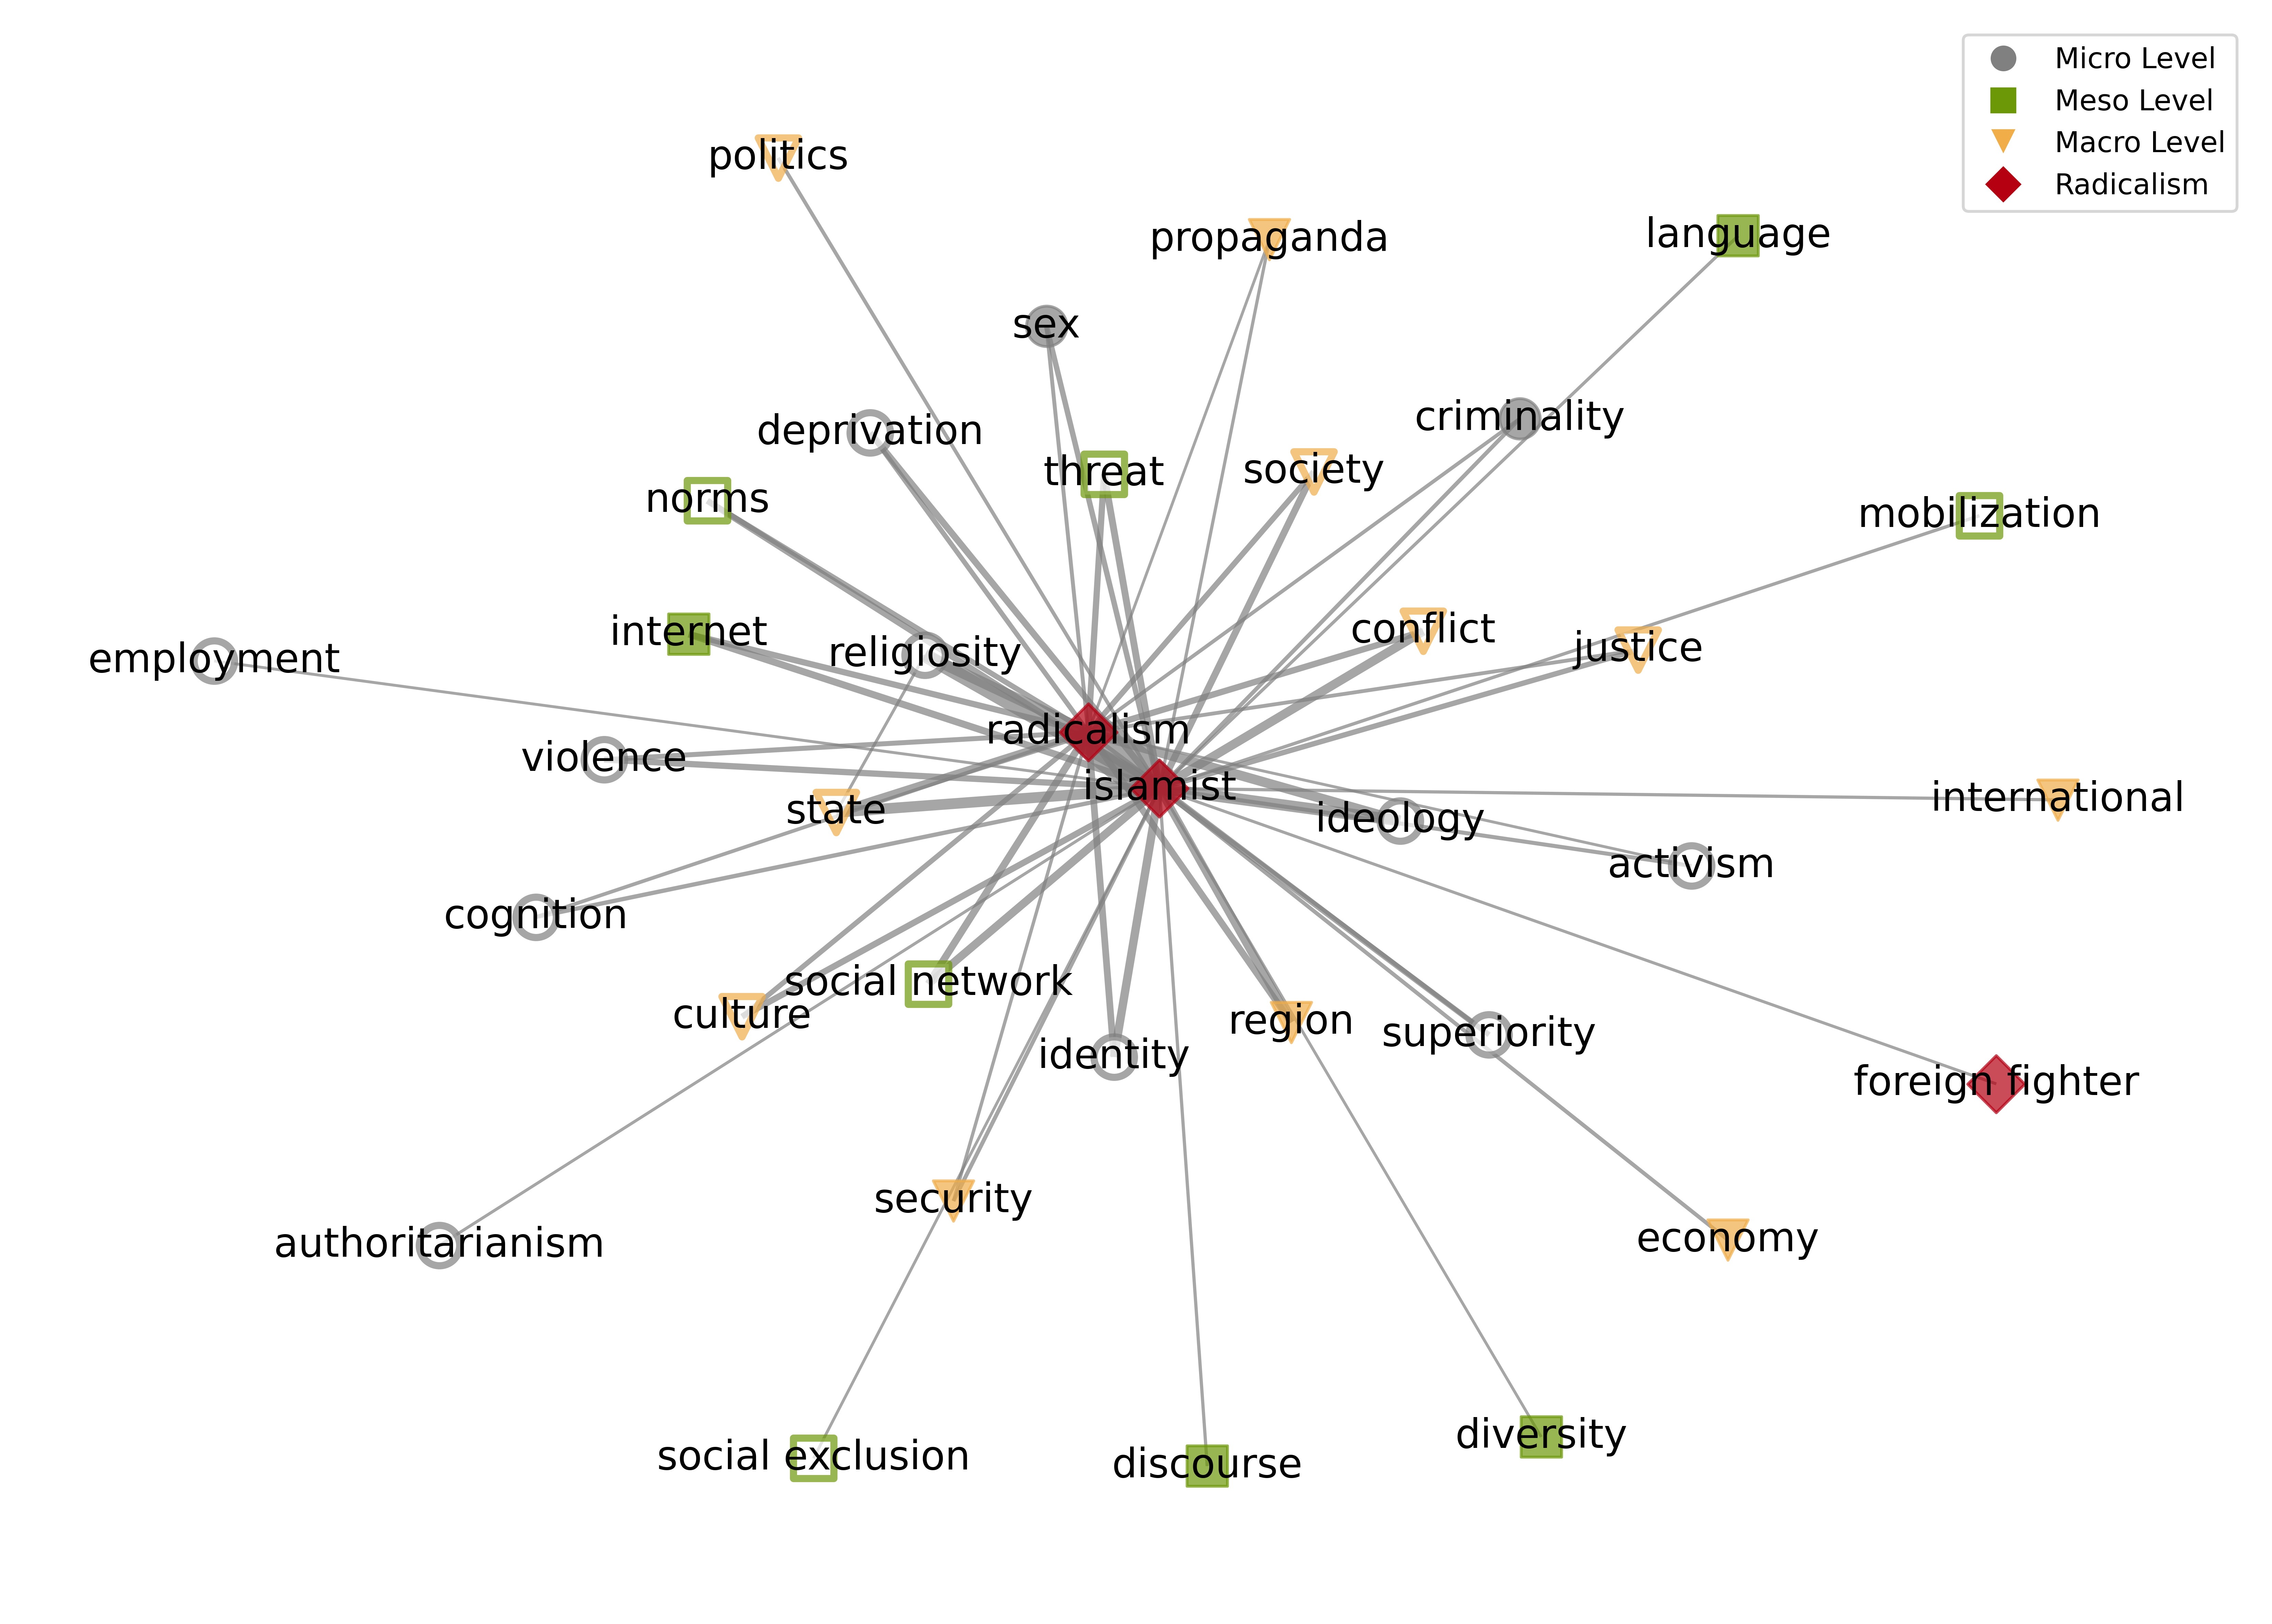 Micro Level
Meso Level
Macro Level
Radicalism
politics
propaganda
language
sex
deprivation
criminality
threat
society
norms
mobilization
internet
conflict
justice
employment
religiosity
radicalism
violence
islamist
international
state
ideology
activism
cognition
social network
culture
region
superiority
identity
foreign fighter
security
economy
authoritarianism
diversity
social exclusion
discourse